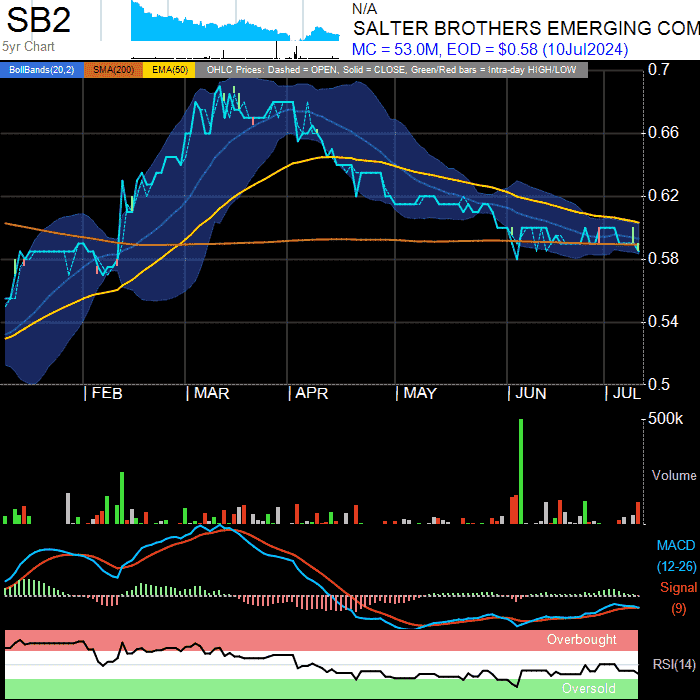 SB2
5yr Chart
N/A
SALTER BROTHERS EMERGING COM
MC = 53.0M, EOD = $0.58 (10Jul2024)
BollBands(20,2) SMA(200) EMA(50) OHLC Prices: Dashed = OPEN, Solid = CLOSE, Green/Red bars = Intra-day HIGH/LOW
0.7
0.66
0.62
0.58
0.54
0.5
FEB MAR APR MAY JUN JUL
500k
Volume
MACD
(12-26)
Signal
(9)
Overbought
RSI(14)
Oversold